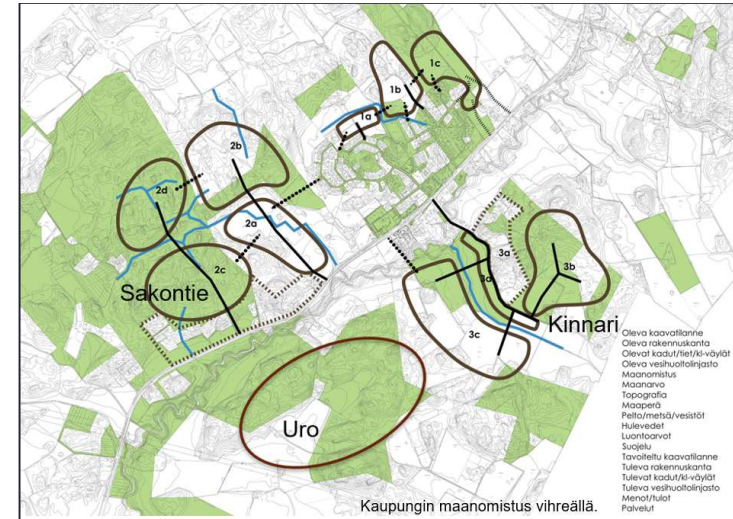 1c
1b
1a
2b
2d
2a
2c
Sakontie
3a
3b
3a
Kinnari
3c
Uro
Oleva kaavatilanne
Oleva rakennuskanta
Olevat kadut/tiet/kl-väylät
Oleva vesihuoltolinjasto
Maanomistus
Maanarvo
Topografia
Maaperä
Pelto/metsä/vesistöt
Hulevedet
Luontoarvot
Suojelu
Tavoiteltu kaavatilanne
Tuleva rakennuskanta
Tulevat kadut/kl-väylät
Tuleva vesihuoltolinjasto
Menot/tulot
Palvelut
Kaupungin maanomistus vihreällä.